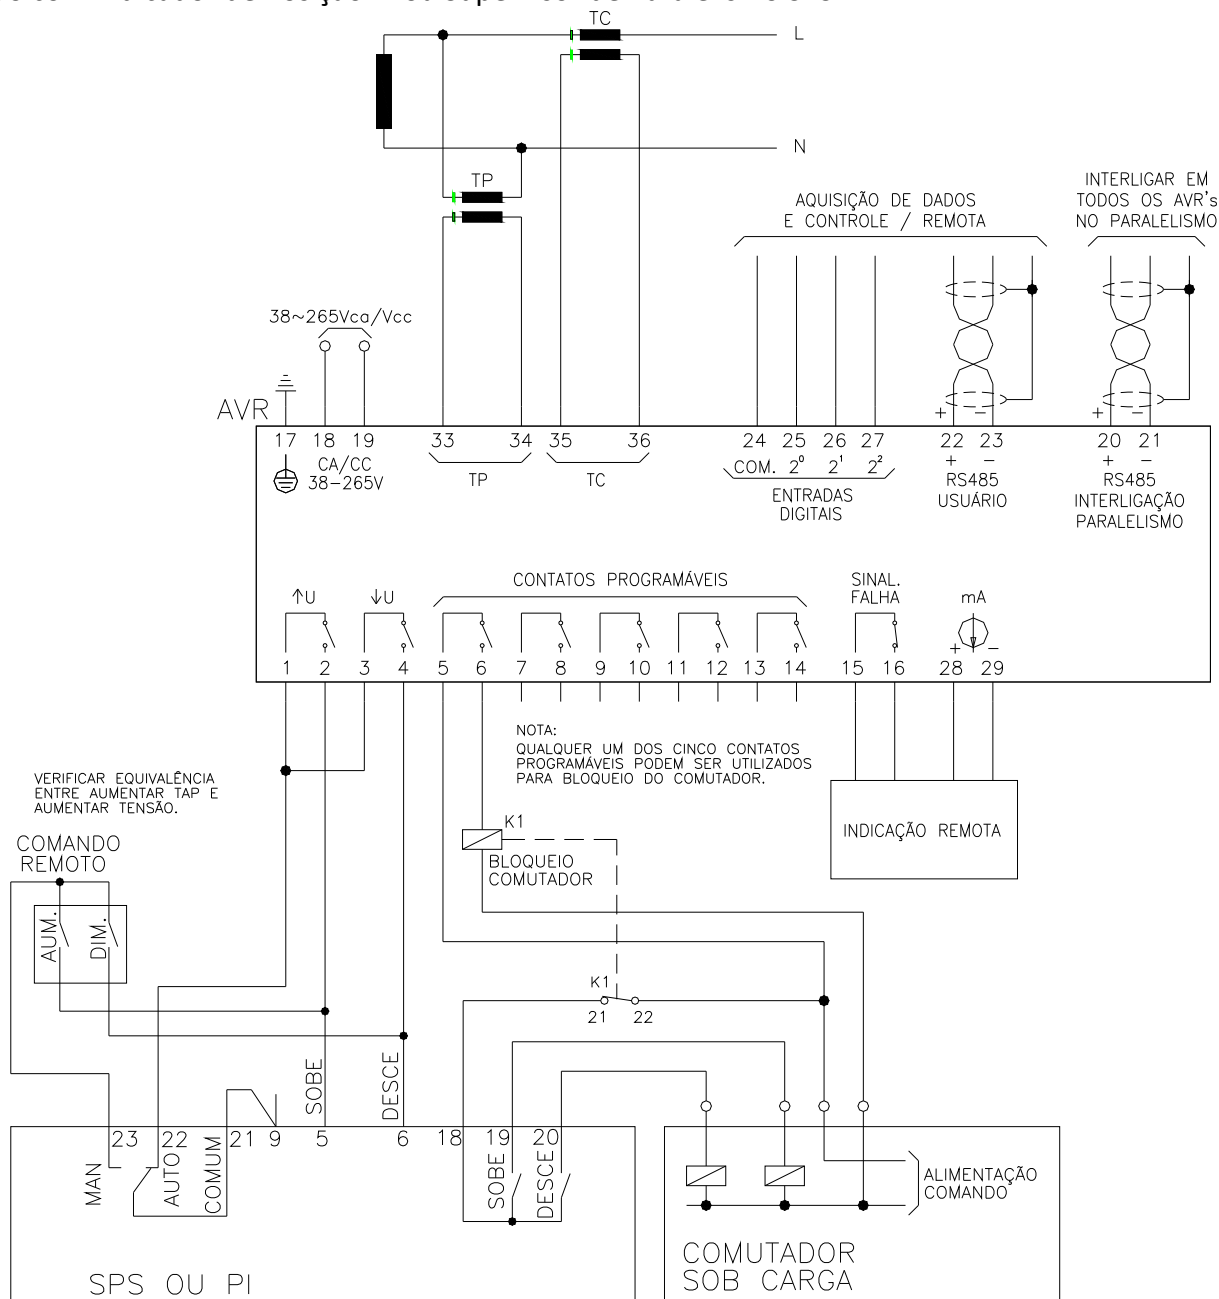 TC
L
N
TP
AQUISIÇÃO DE DADOS
E CONTROLE / REMOTA
INTERLIGAR EM
TODOS OS AVR's
NO PARALELISMO
38~265Vca/Vcc
AVR
+ − + −
17 18 19 33 34 35 36 24 25 26 27 22 23 20 21
CA/CC
38−265V
TP
TC
COM. 2⁰ 2¹ 2²
ENTRADAS
DIGITAIS
+ −
RS485
USUÁRIO
+ −
RS485
INTERLIGAÇÃO
PARALELISMO
↑U
↓U
CONTATOS PROGRAMÁVEIS
SINAL.
FALHA
mA
+ −
1 2 3 4 5 6 7 8 9 10 11 12 13 14 15 16 28 29
NOTA:
QUALQUER UM DOS CINCO CONTATOS
PROGRAMÁVEIS PODEM SER UTILIZADOS
PARA BLOQUEIO DO COMUTADOR.
VERIFICAR EQUIVALÊNCIA
ENTRE AUMENTAR TAP E
AUMENTAR TENSÃO.
COMANDO
REMOTO
AUM.
DIM.
K1
BLOQUEIO
COMUTADOR
INDICAÇÃO REMOTA
K1
21 22
SOBE
DESCE
23 22 21 9 5 6 18 19 20
MAN
AUTO
COMUM
SOBE
DESCE
ALIMENTAÇÃO
COMANDO
SPS OU PI
COMUTADOR
SOB CARGA